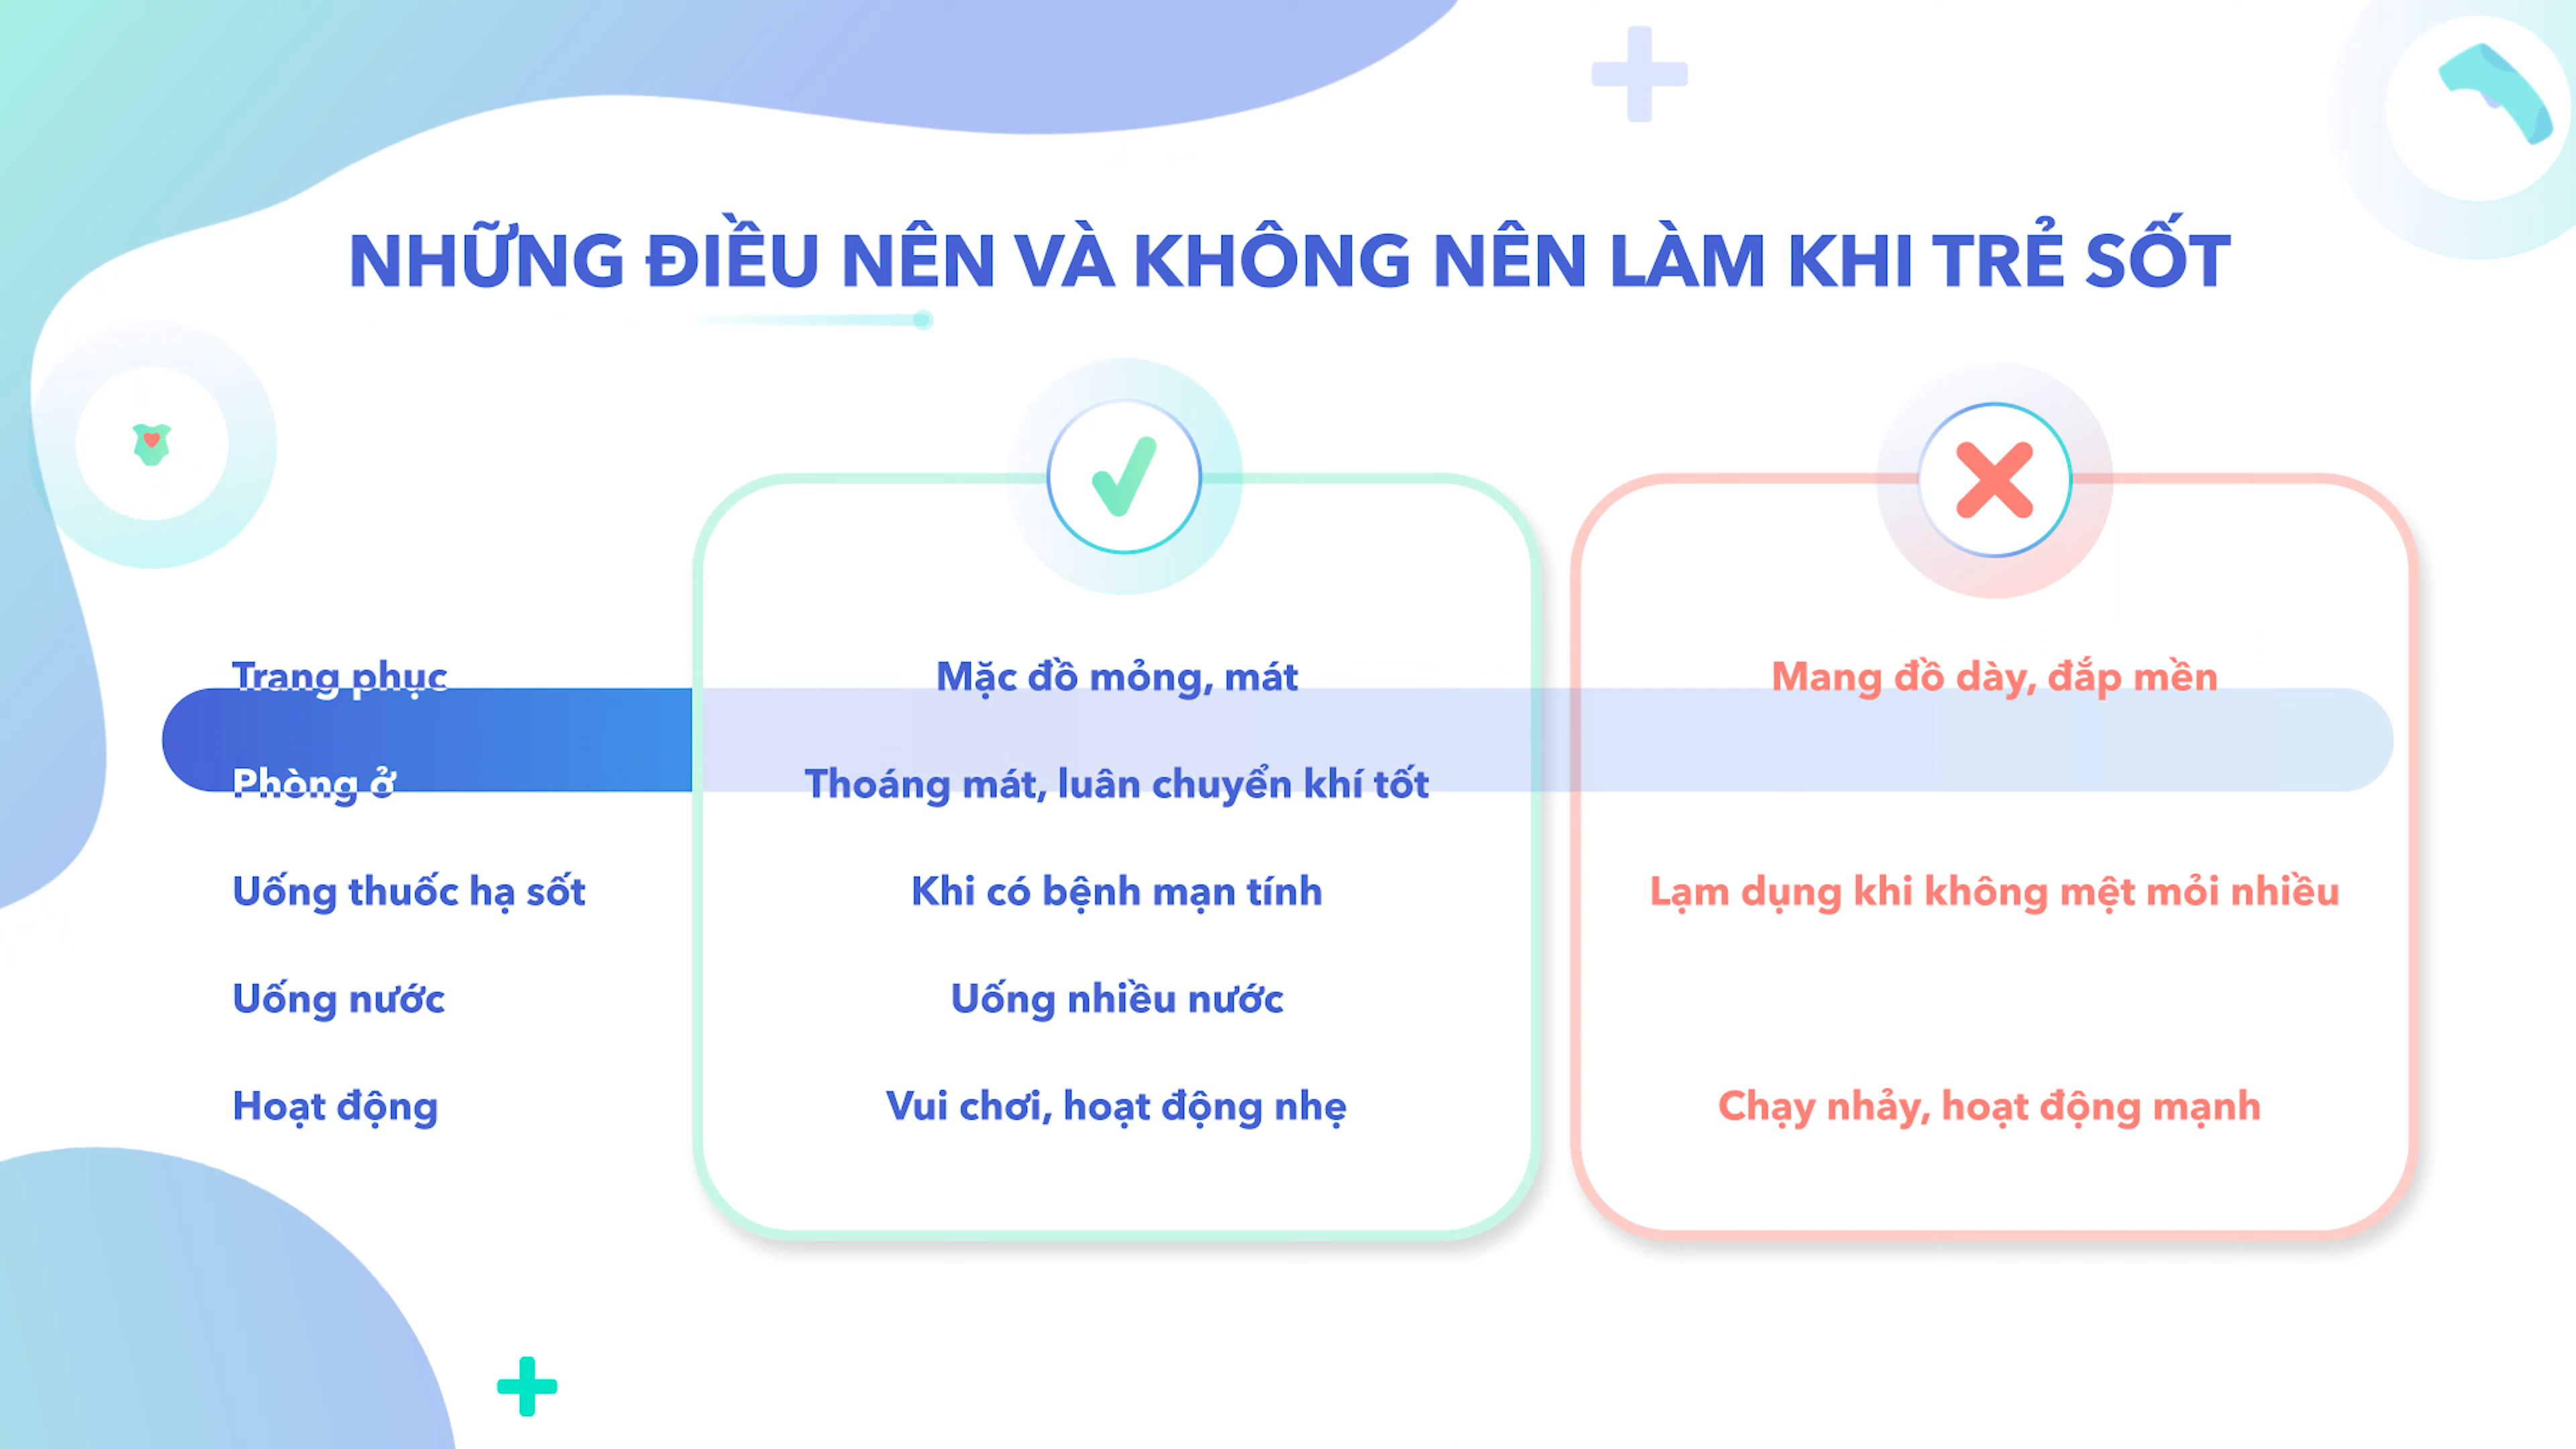 NHỮNG ĐIỀU NÊN VÀ KHÔNG NÊN LÀM KHI TRẺ SỐT
Trang phục
Mặc đồ mỏng, mát
Mang đồ dày, đắp mền
Phòng ở
Thoáng mát, luân chuyển khí tốt
Uống thuốc hạ sốt
Khi có bệnh mạn tính
Lạm dụng khi không mệt mỏi nhiều
Uống nước
Uống nhiều nước
Hoạt động
Vui chơi, hoạt động nhẹ
Chạy nhảy, hoạt động mạnh